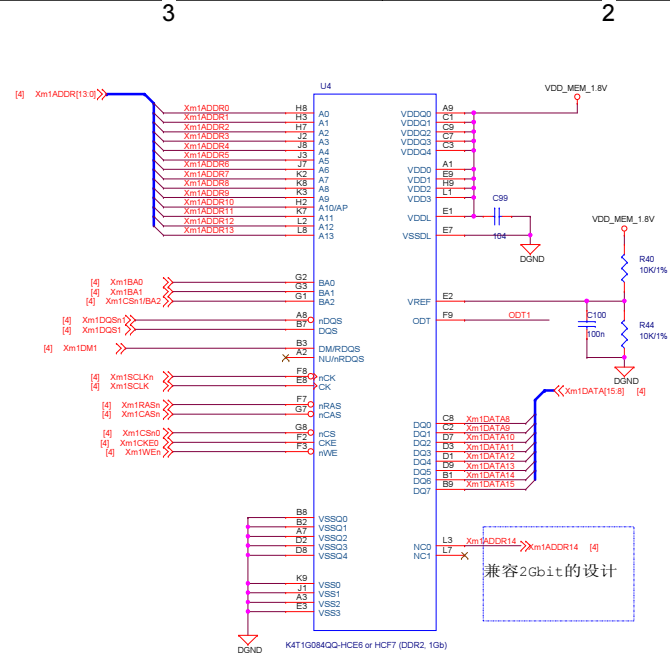 3 2
U4
VDD_MEM_1.8V
[4] Xm1ADDR[13:0]
Xm1ADDR0 H8 A0 VDDQ0 A9
Xm1ADDR1 H3 A1 VDDQ1 C1
Xm1ADDR2 H7 A2 VDDQ2 C9
Xm1ADDR3 J2 A3 VDDQ3 C7
Xm1ADDR4 J8 A4 VDDQ4 C3
Xm1ADDR5 J3 A5
Xm1ADDR6 J7 A6 VDD0 A1
Xm1ADDR7 K2 A7 VDD1 E9
Xm1ADDR8 K8 A8 VDD2 H9
Xm1ADDR9 K3 A9 VDD3 L1
Xm1ADDR10 H2 A10/AP
Xm1ADDR11 K7 A11 VDDL E1 C99
Xm1ADDR12 L2 A12
Xm1ADDR13 L8 A13 VSSDL E7 104
DGND
VDD_MEM_1.8V
R40
10K/1%
[4] Xm1BA0 G2 BA0
[4] Xm1BA1 G3 BA1
[4] Xm1CSn1/BA2 G1 BA2 VREF E2
[4] Xm1DQSn1 A8 nDQS ODT F9 ODT1 C100
[4] Xm1DQS1 B7 DQS
R44
10K/1%
100n
[4] Xm1DM1 B3 DM/RDQS
A2 NU/nRDQS
DGND
[4] Xm1SCLKn F8 nCK
[4] Xm1SCLK E8 CK
Xm1DATA[15:8] [4]
[4] Xm1RASn F7 nRAS
[4] Xm1CASn G7 nCAS
[4] Xm1CSn0 G8 nCS
[4] Xm1CKE0 F2 CKE
[4] Xm1WEn F3 nWE
DQ0 C8 Xm1DATA8
DQ1 C2 Xm1DATA9
DQ2 D7 Xm1DATA10
DQ3 D3 Xm1DATA11
DQ4 D1 Xm1DATA12
DQ5 D9 Xm1DATA13
DQ6 B1 Xm1DATA14
DQ7 B9 Xm1DATA15
B8 VSSQ0
B2 VSSQ1
A7 VSSQ2
D2 VSSQ3
D8 VSSQ4
NC0 L3 Xm1ADDR14 Xm1ADDR14 [4]
NC1 L7
兼容2Gbit的设计
K9 VSS0
J1 VSS1
A3 VSS2
E3 VSS3
DGND
K4T1G084QQ-HCE6 or HCF7 (DDR2, 1Gb)